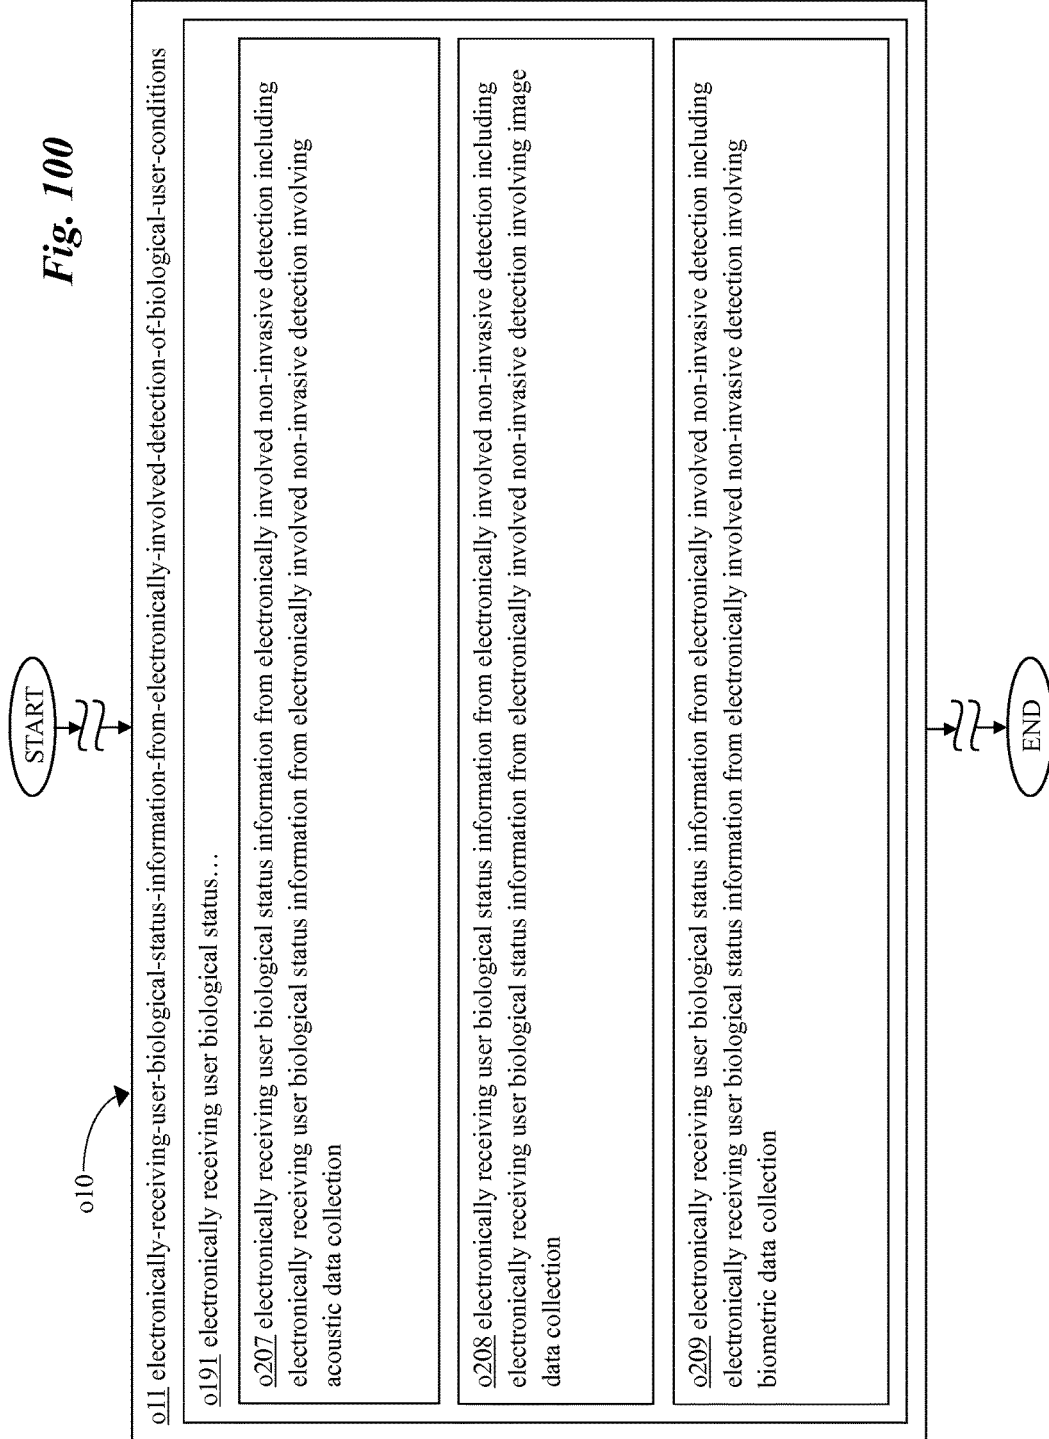 Fig. 100
START
o10
o11 electronically-receiving-user-biological-status-information-from-electronically-involved-detection-of-biological-user-conditions
o191 electronically receiving user biological status…
o207 electronically receiving user biological status information from electronically involved non-invasive detection including
electronically receiving user biological status information from electronically involved non-invasive detection involving
acoustic data collection
o208 electronically receiving user biological status information from electronically involved non-invasive detection including
electronically receiving user biological status information from electronically involved non-invasive detection involving image
data collection
o209 electronically receiving user biological status information from electronically involved non-invasive detection including
electronically receiving user biological status information from electronically involved non-invasive detection involving
biometric data collection
END